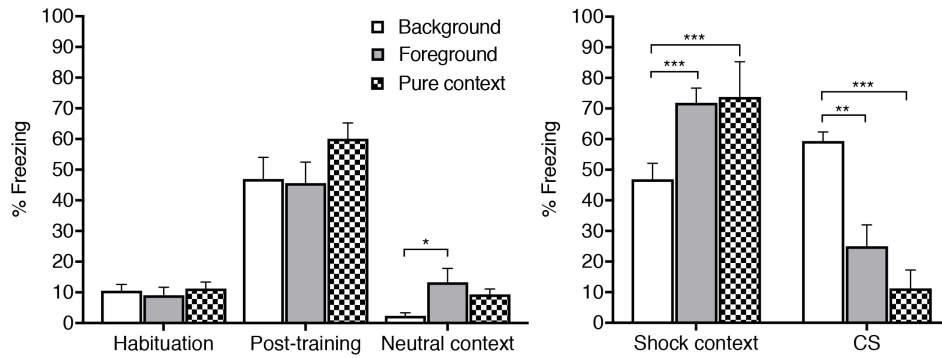 % Freezing
100
90
80
70
60
50
40
30
20
10
0
Background
Foreground
Pure context
*
Habituation
Post-training
Neutral context
% Freezing
100
90
80
70
60
50
40
30
20
10
0
***
***
***
**
Shock context
CS